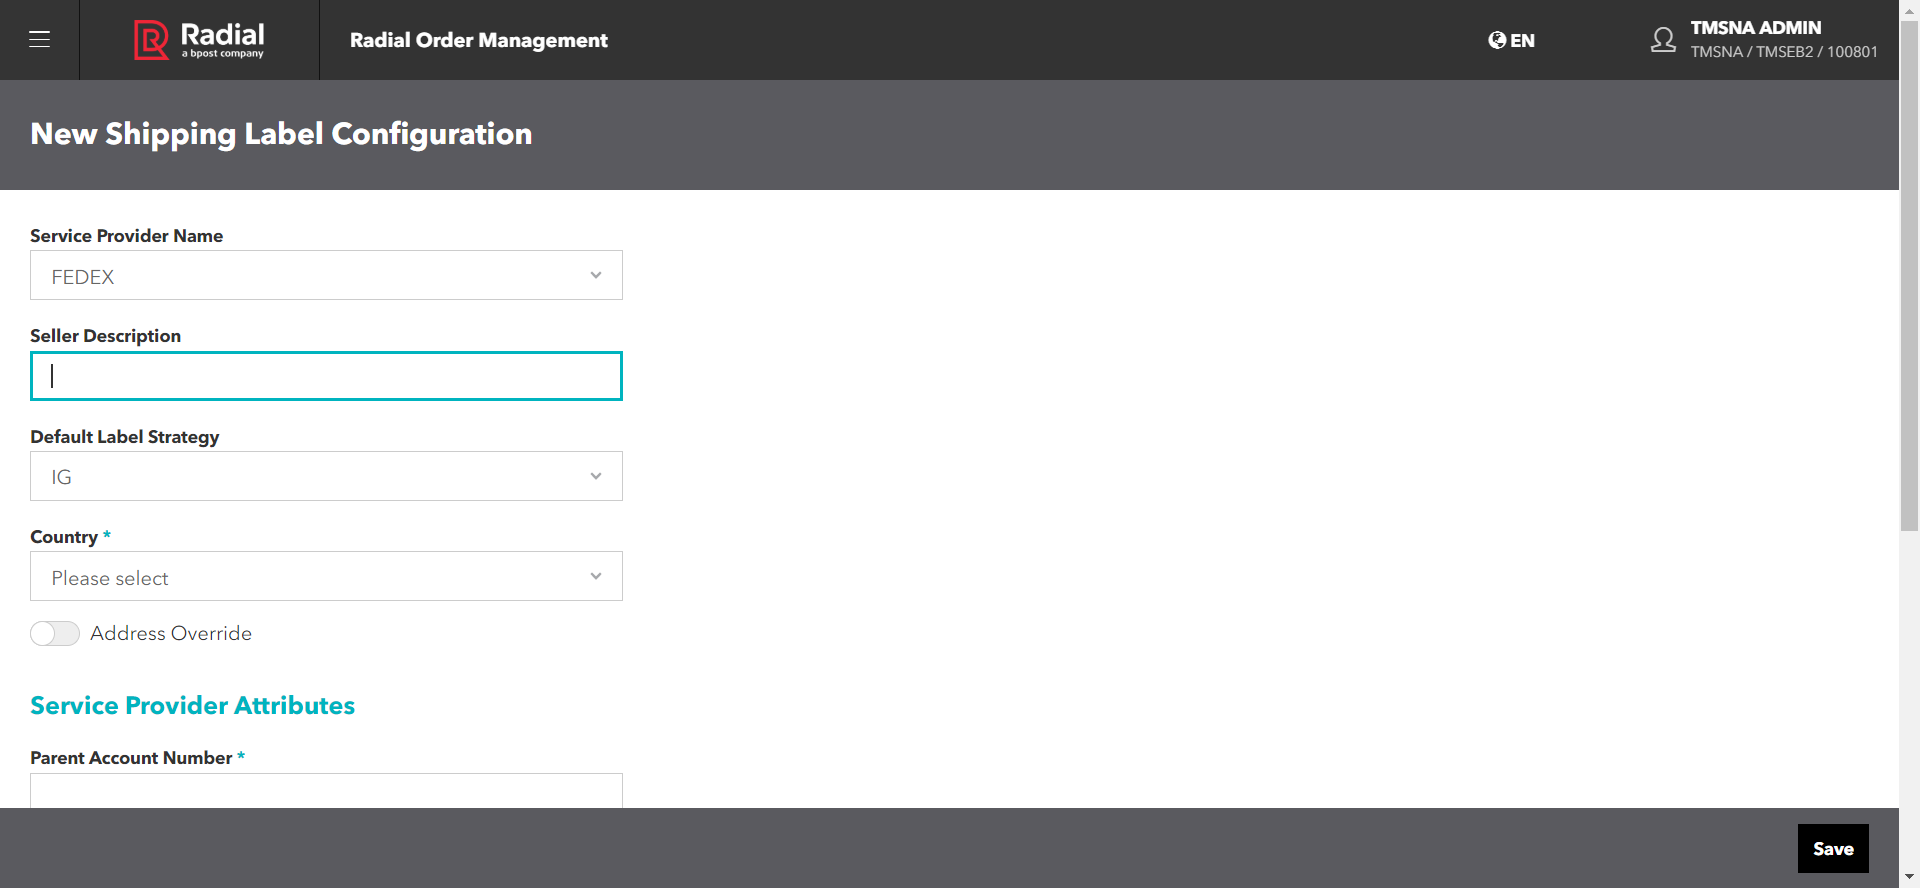 Radial
a bpost company
Radial Order Management
EN
TMSNA ADMIN
TMSNA / TMSEB2 / 100801
New Shipping Label Configuration
Service Provider Name
FEDEX
Seller Description
Default Label Strategy
IG
Country *
Please select
Address Override
Service Provider Attributes
Parent Account Number *
Save